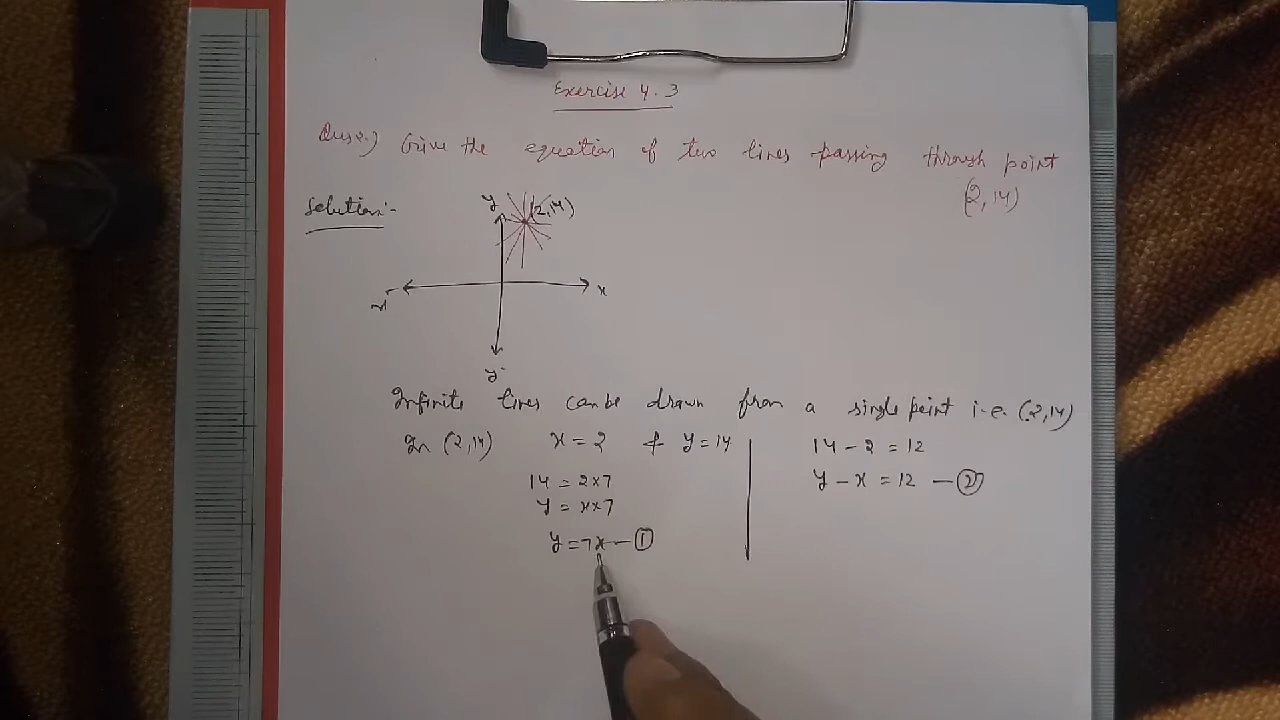 Exercise 4.3
Ques2.) Give the equation of two lines passing through point
(2,14)
Solution:-
y
(2,14)
x' x
y'
Infinite lines can be drawn from a single point i.e. (2,14)
In (2,14) x = 2 & y = 14
14 = 2×7
y = x×7
y = 7x — ①
14 - 2 = 12
y - x = 12 — ②